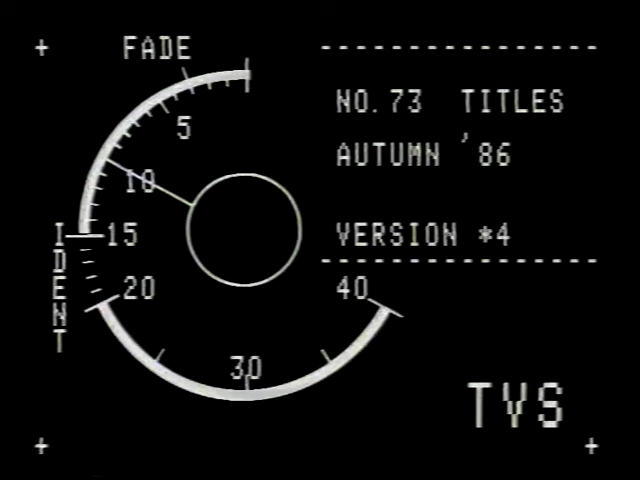 FADE
NO.73 TITLES
5
AUTUMN '86
10
IDENT
15
VERSION *4
20
40
30
TVS